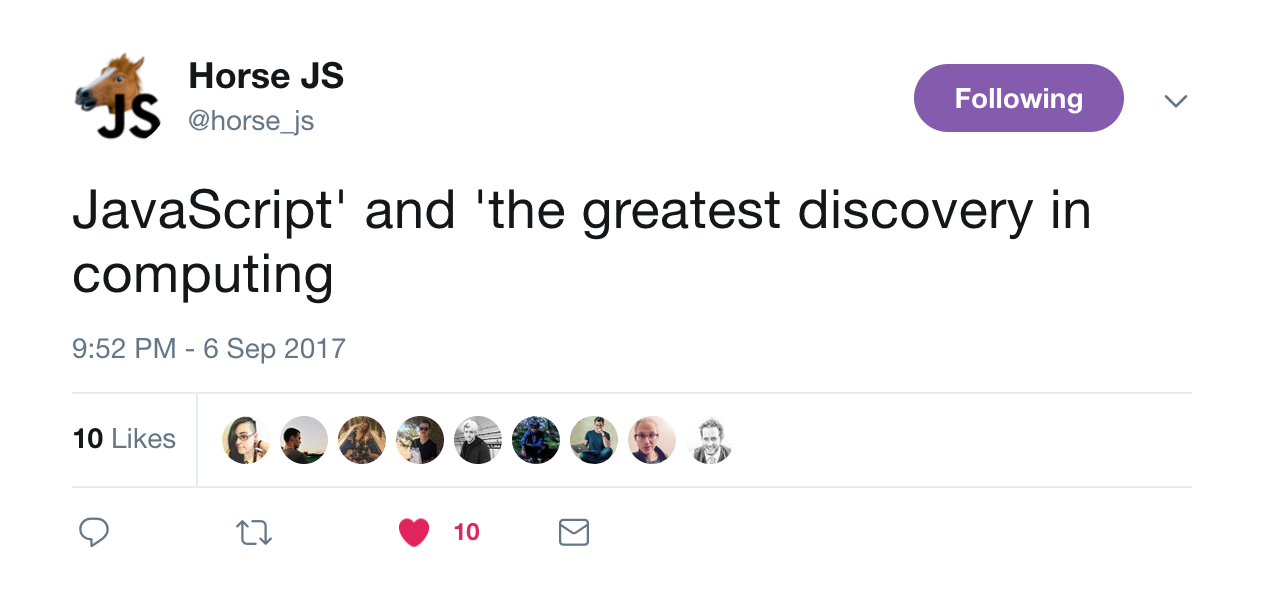 Horse JS
@horse_js
JS
Following
JavaScript' and 'the greatest discovery in
computing
9:52 PM - 6 Sep 2017
10 Likes
10